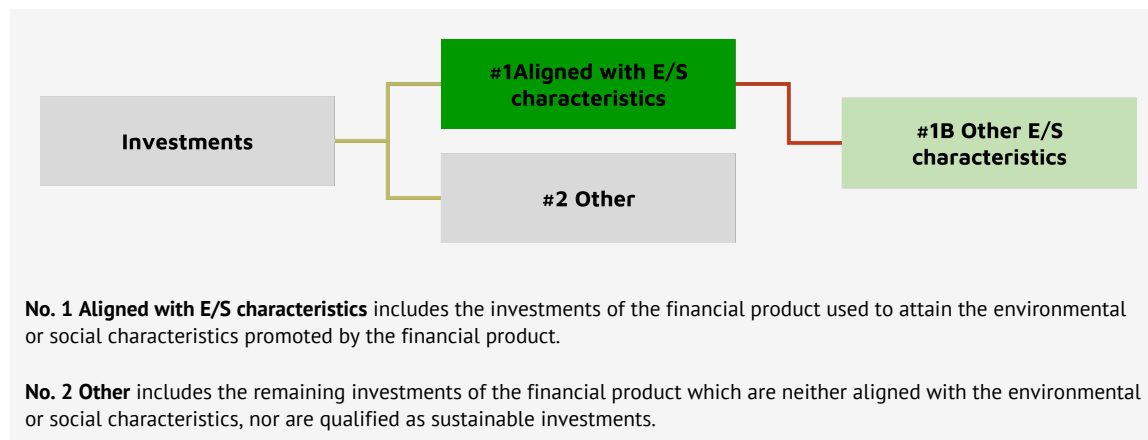 #1Aligned with E/S
characteristics
Investments
#1B Other E/S
characteristics
#2 Other
No. 1 Aligned with E/S characteristics includes the investments of the financial product used to attain the environmental
or social characteristics promoted by the financial product.
No. 2 Other includes the remaining investments of the financial product which are neither aligned with the environmental
or social characteristics, nor are qualified as sustainable investments.